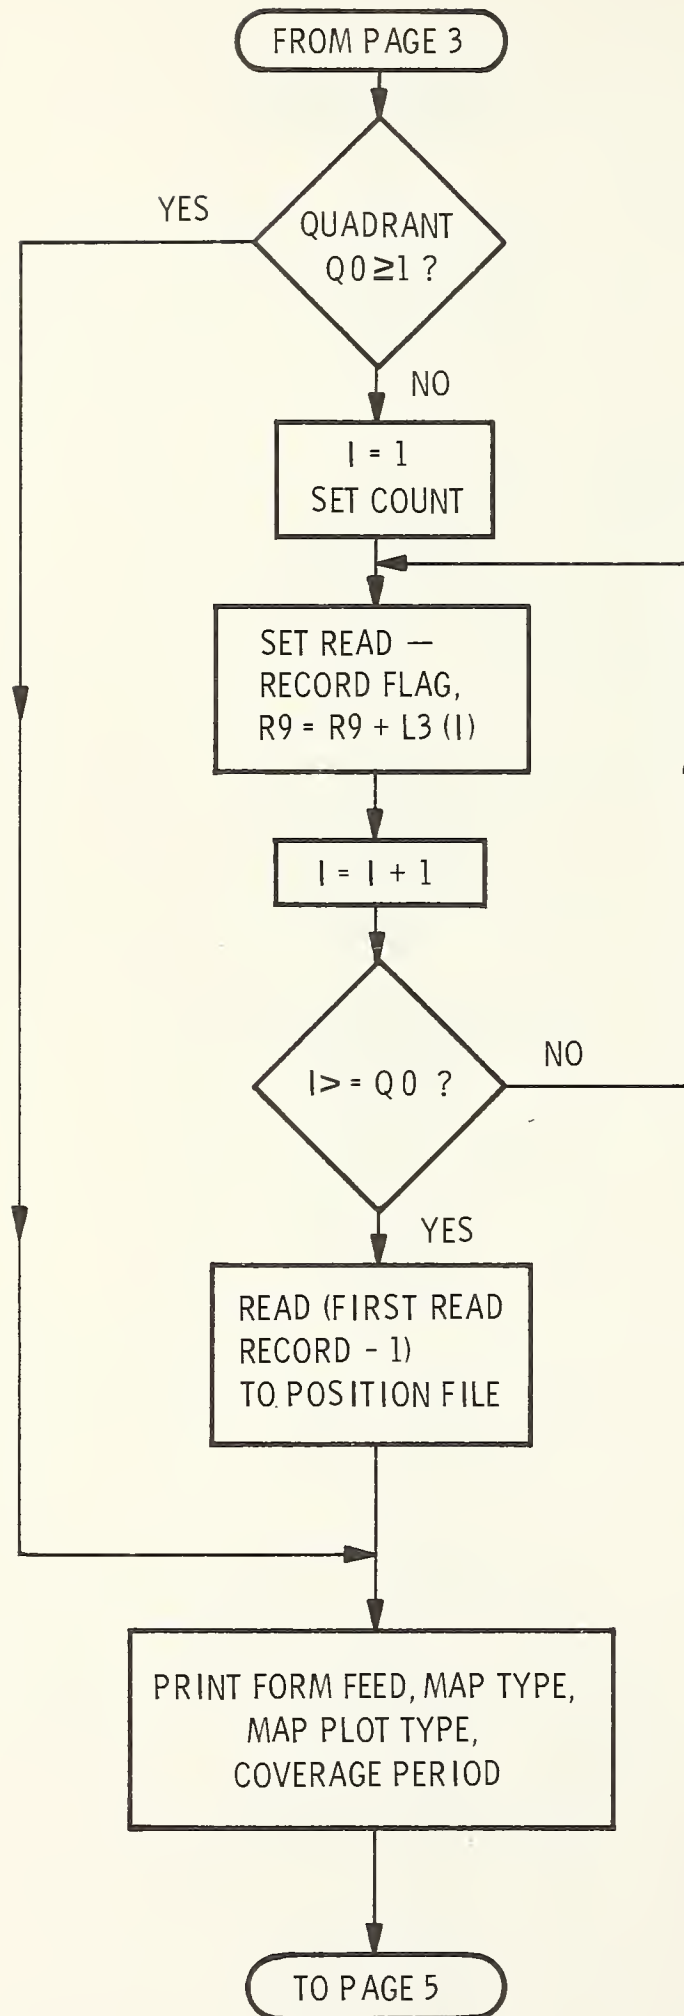 FROM PAGE 3
YES
QUADRANT
Q0≥1 ?
NO
I = 1
SET COUNT
SET READ —
RECORD FLAG,
R9 = R9 + L3 (I)
I = I + 1
I> = Q0 ?
NO
YES
READ (FIRST READ
RECORD - 1)
TO POSITION FILE
PRINT FORM FEED, MAP TYPE,
MAP PLOT TYPE,
COVERAGE PERIOD
TO PAGE 5